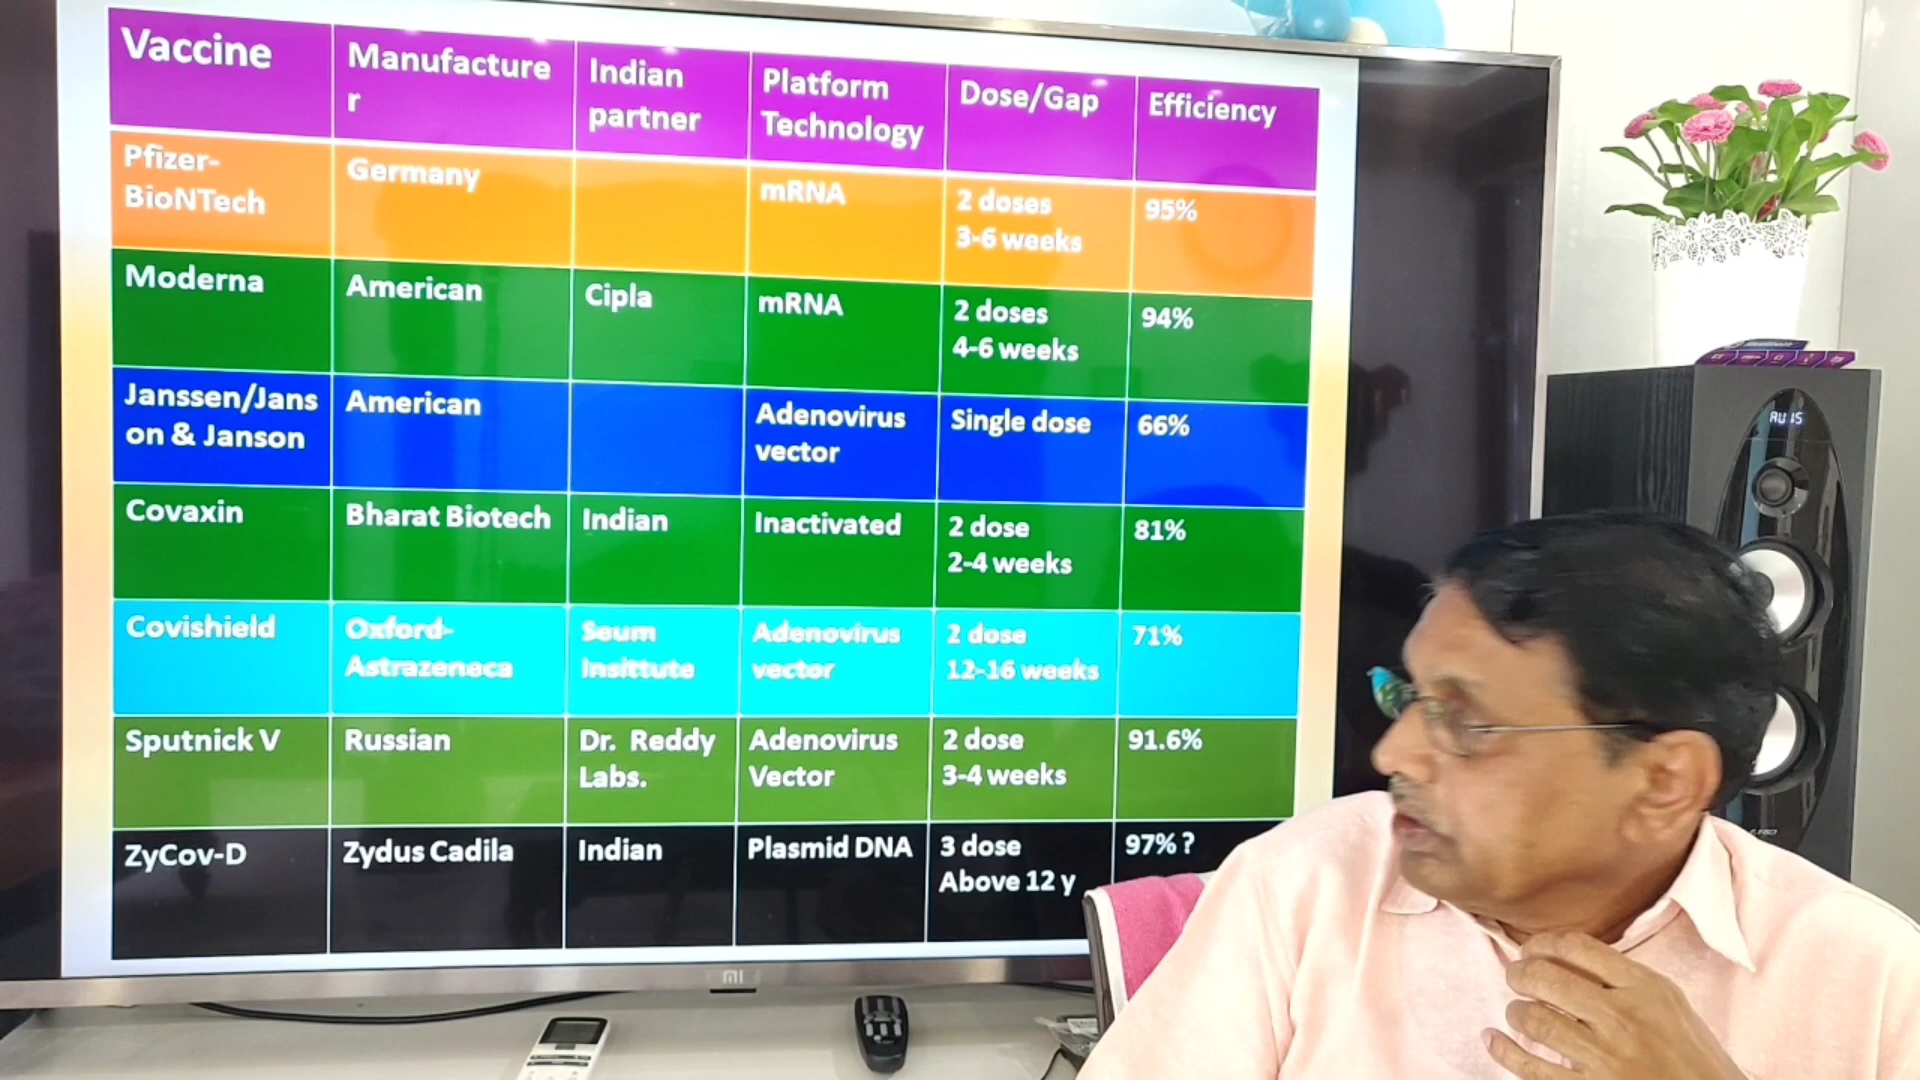 Vaccine
Manufacture
r
Indian
partner
Platform
Technology
Dose/Gap
Efficiency
Pfizer-
BioNTech
Germany
mRNA
2 doses
3-6 weeks
95%
Moderna
American
Cipla
mRNA
2 doses
4-6 weeks
94%
Janssen/Jans
on & Janson
American
Adenovirus
vector
Single dose
66%
Covaxin
Bharat Biotech
Indian
Inactivated
2 dose
2-4 weeks
81%
Covishield
Oxford-
Astrazeneca
Seum
Insittute
Adenovirus
vector
2 dose
12-16 weeks
71%
Sputnick V
Russian
Dr. Reddy
Labs.
Adenovirus
Vector
2 dose
3-4 weeks
91.6%
ZyCov-D
Zydus Cadila
Indian
Plasmid DNA
3 dose
Above 12 y
97% ?
MI